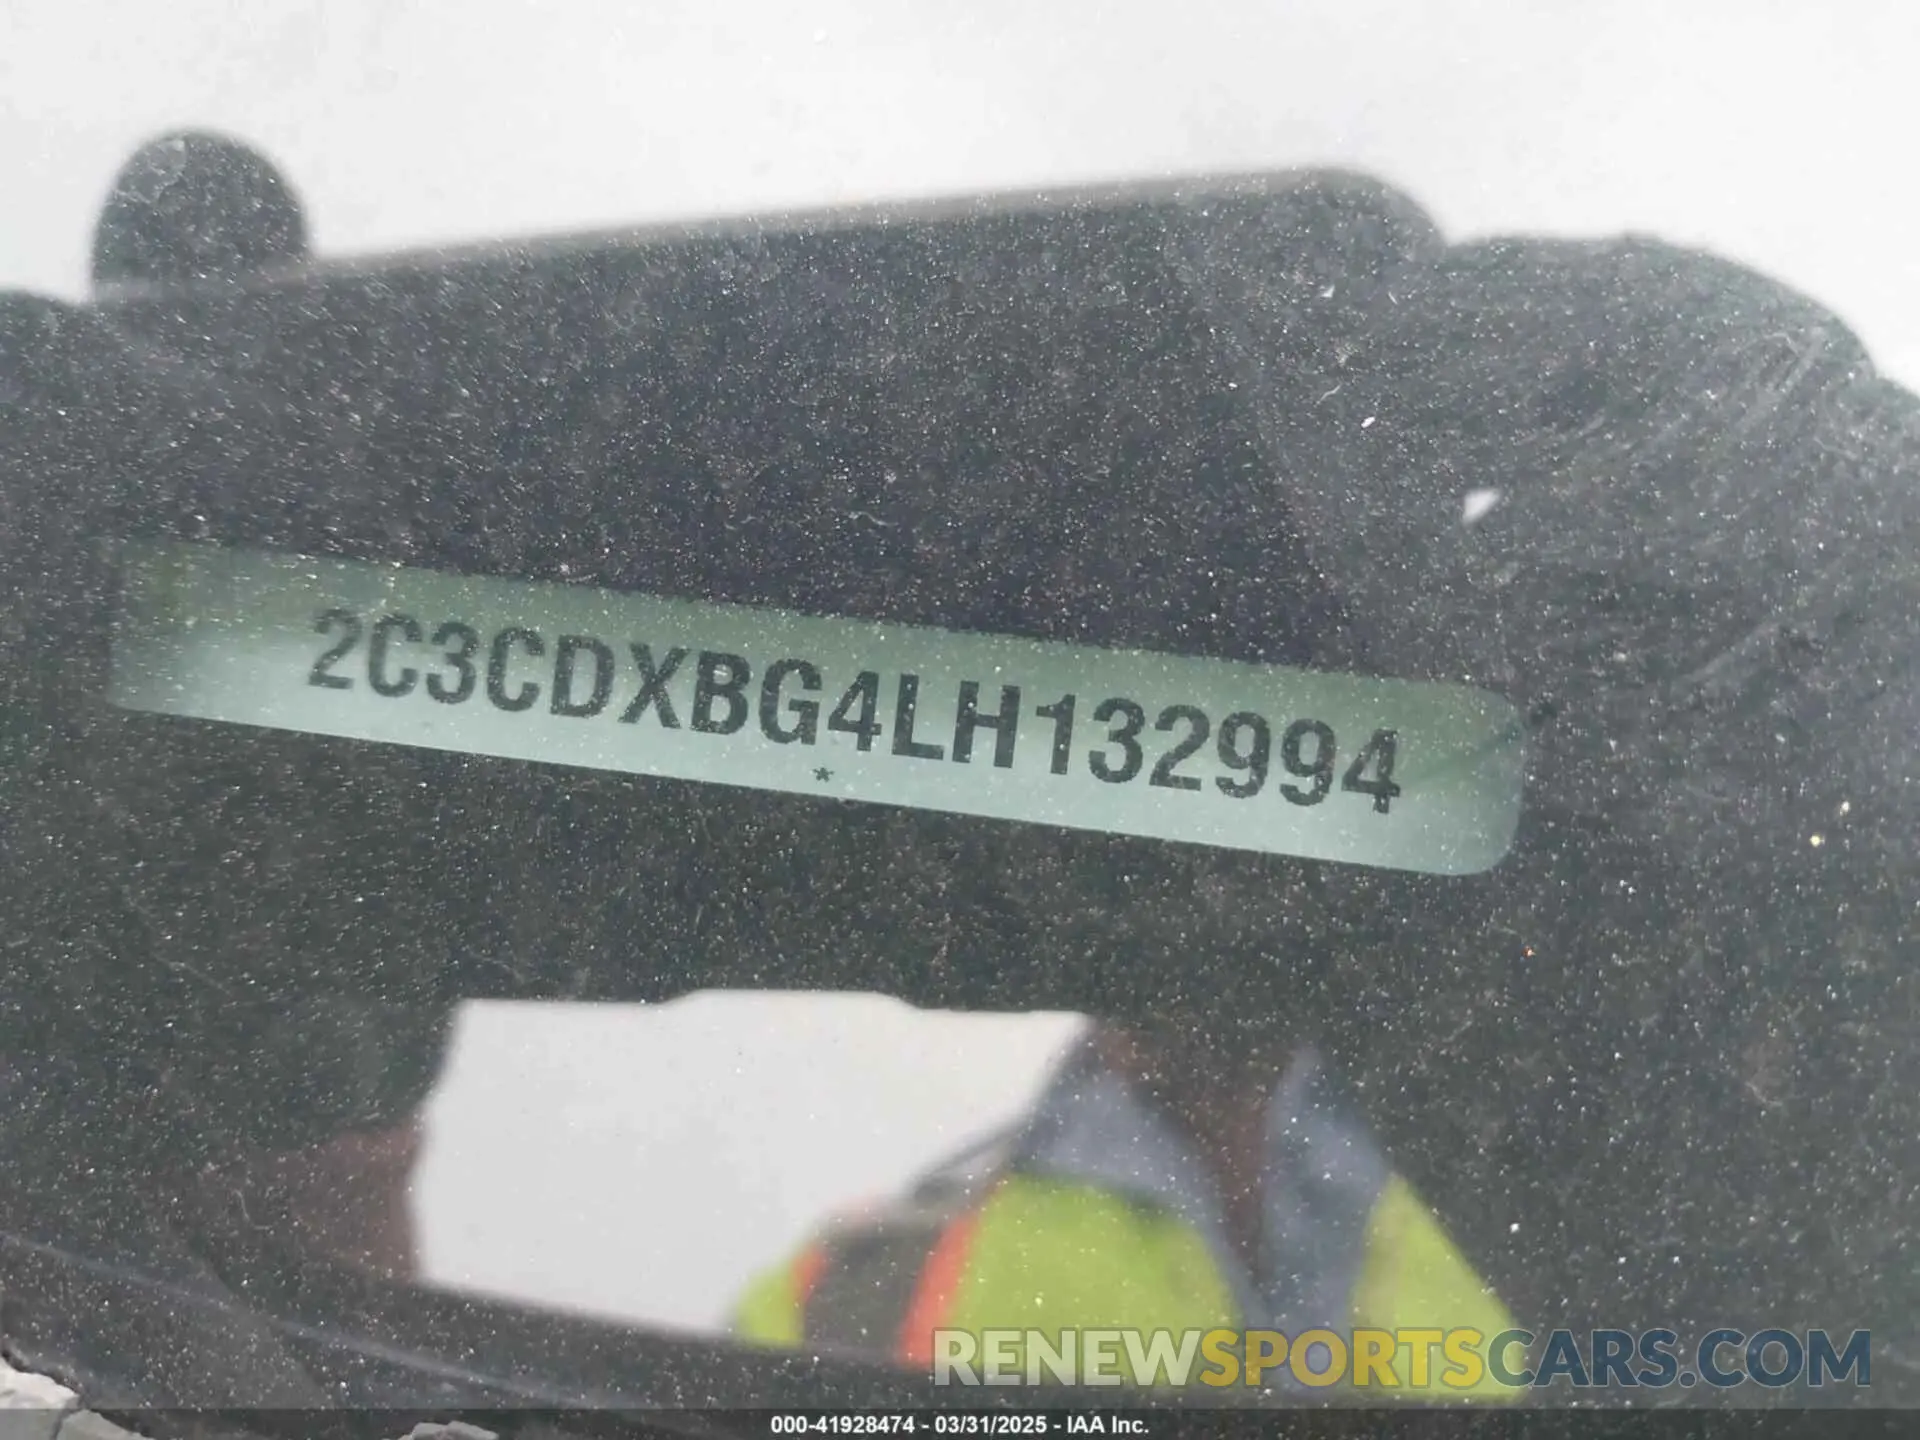 2C3CDXBG4LH132994
*
RENEWSPORTSCARS.COM
000-41928474 - 03/31/2025 - IAA Inc.